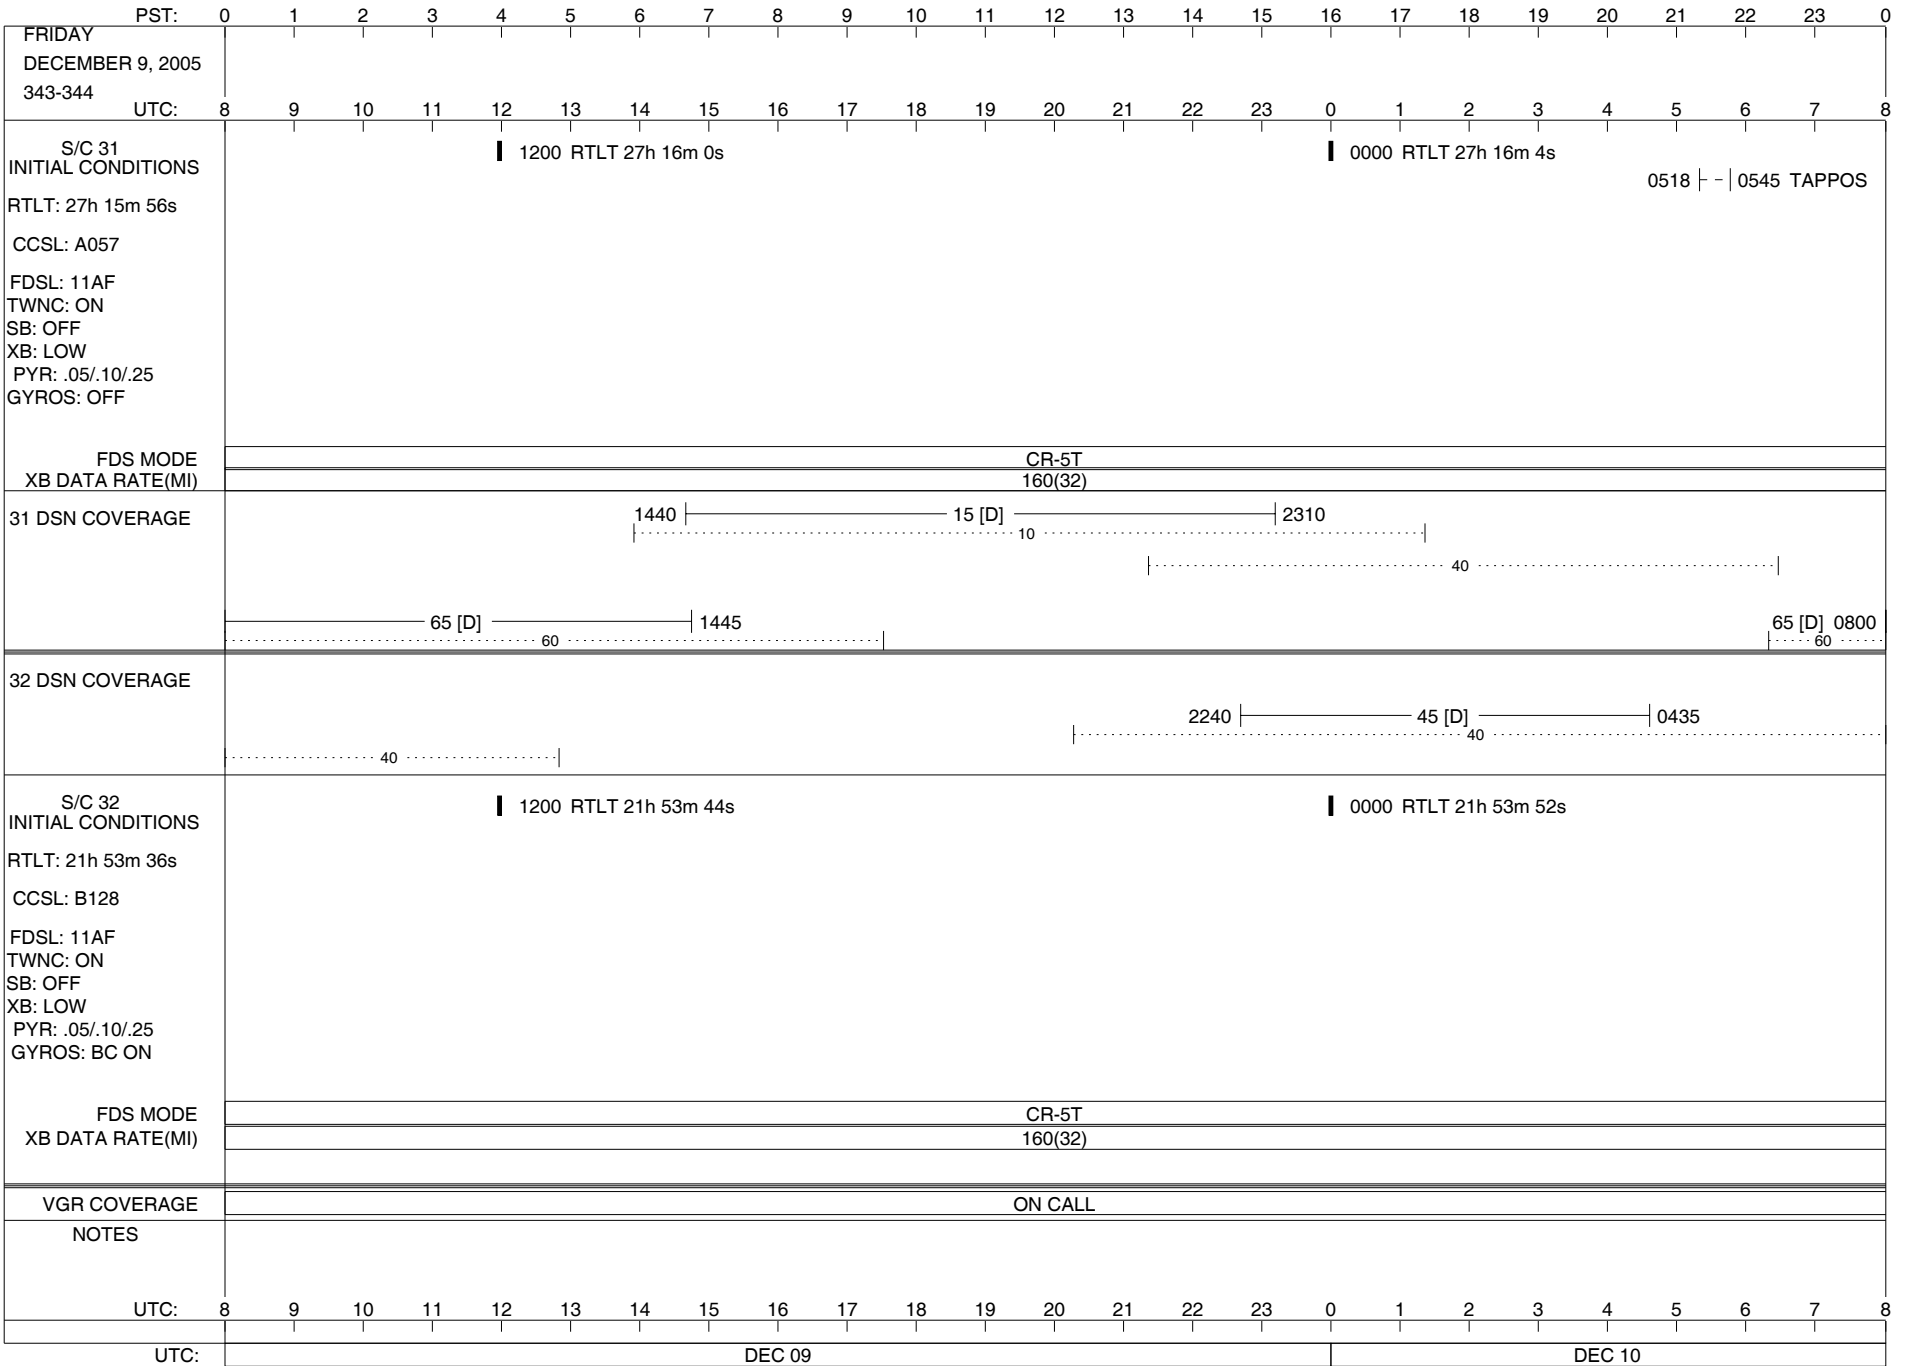 PST: 0 1 2 3 4 5 6 7 8 9 10 11 12 13 14 15 16 17 18 19 20 21 22 23 0
FRIDAY
DECEMBER 9, 2005
343-344
UTC: 8 9 10 11 12 13 14 15 16 17 18 19 20 21 22 23 0 1 2 3 4 5 6 7 8
S/C 31
INITIAL CONDITIONS
1200 RTLT 27h 16m 0s
0000 RTLT 27h 16m 4s
0518 0545 TAPPOS
RTLT: 27h 15m 56s
CCSL: A057
FDSL: 11AF
TWNC: ON
SB: OFF
XB: LOW
PYR: .05/.10/.25
GYROS: OFF
FDS MODE CR-5T
XB DATA RATE(MI) 160(32)
31 DSN COVERAGE
1440 15 [D] 2310
10
40
65 [D] 1445
60
65 [D] 0800
60
32 DSN COVERAGE
2240 45 [D] 0435
40
40
S/C 32
INITIAL CONDITIONS
1200 RTLT 21h 53m 44s
0000 RTLT 21h 53m 52s
RTLT: 21h 53m 36s
CCSL: B128
FDSL: 11AF
TWNC: ON
SB: OFF
XB: LOW
PYR: .05/.10/.25
GYROS: BC ON
FDS MODE CR-5T
XB DATA RATE(MI) 160(32)
VGR COVERAGE ON CALL
NOTES
UTC: 8 9 10 11 12 13 14 15 16 17 18 19 20 21 22 23 0 1 2 3 4 5 6 7 8
UTC: DEC 09 DEC 10